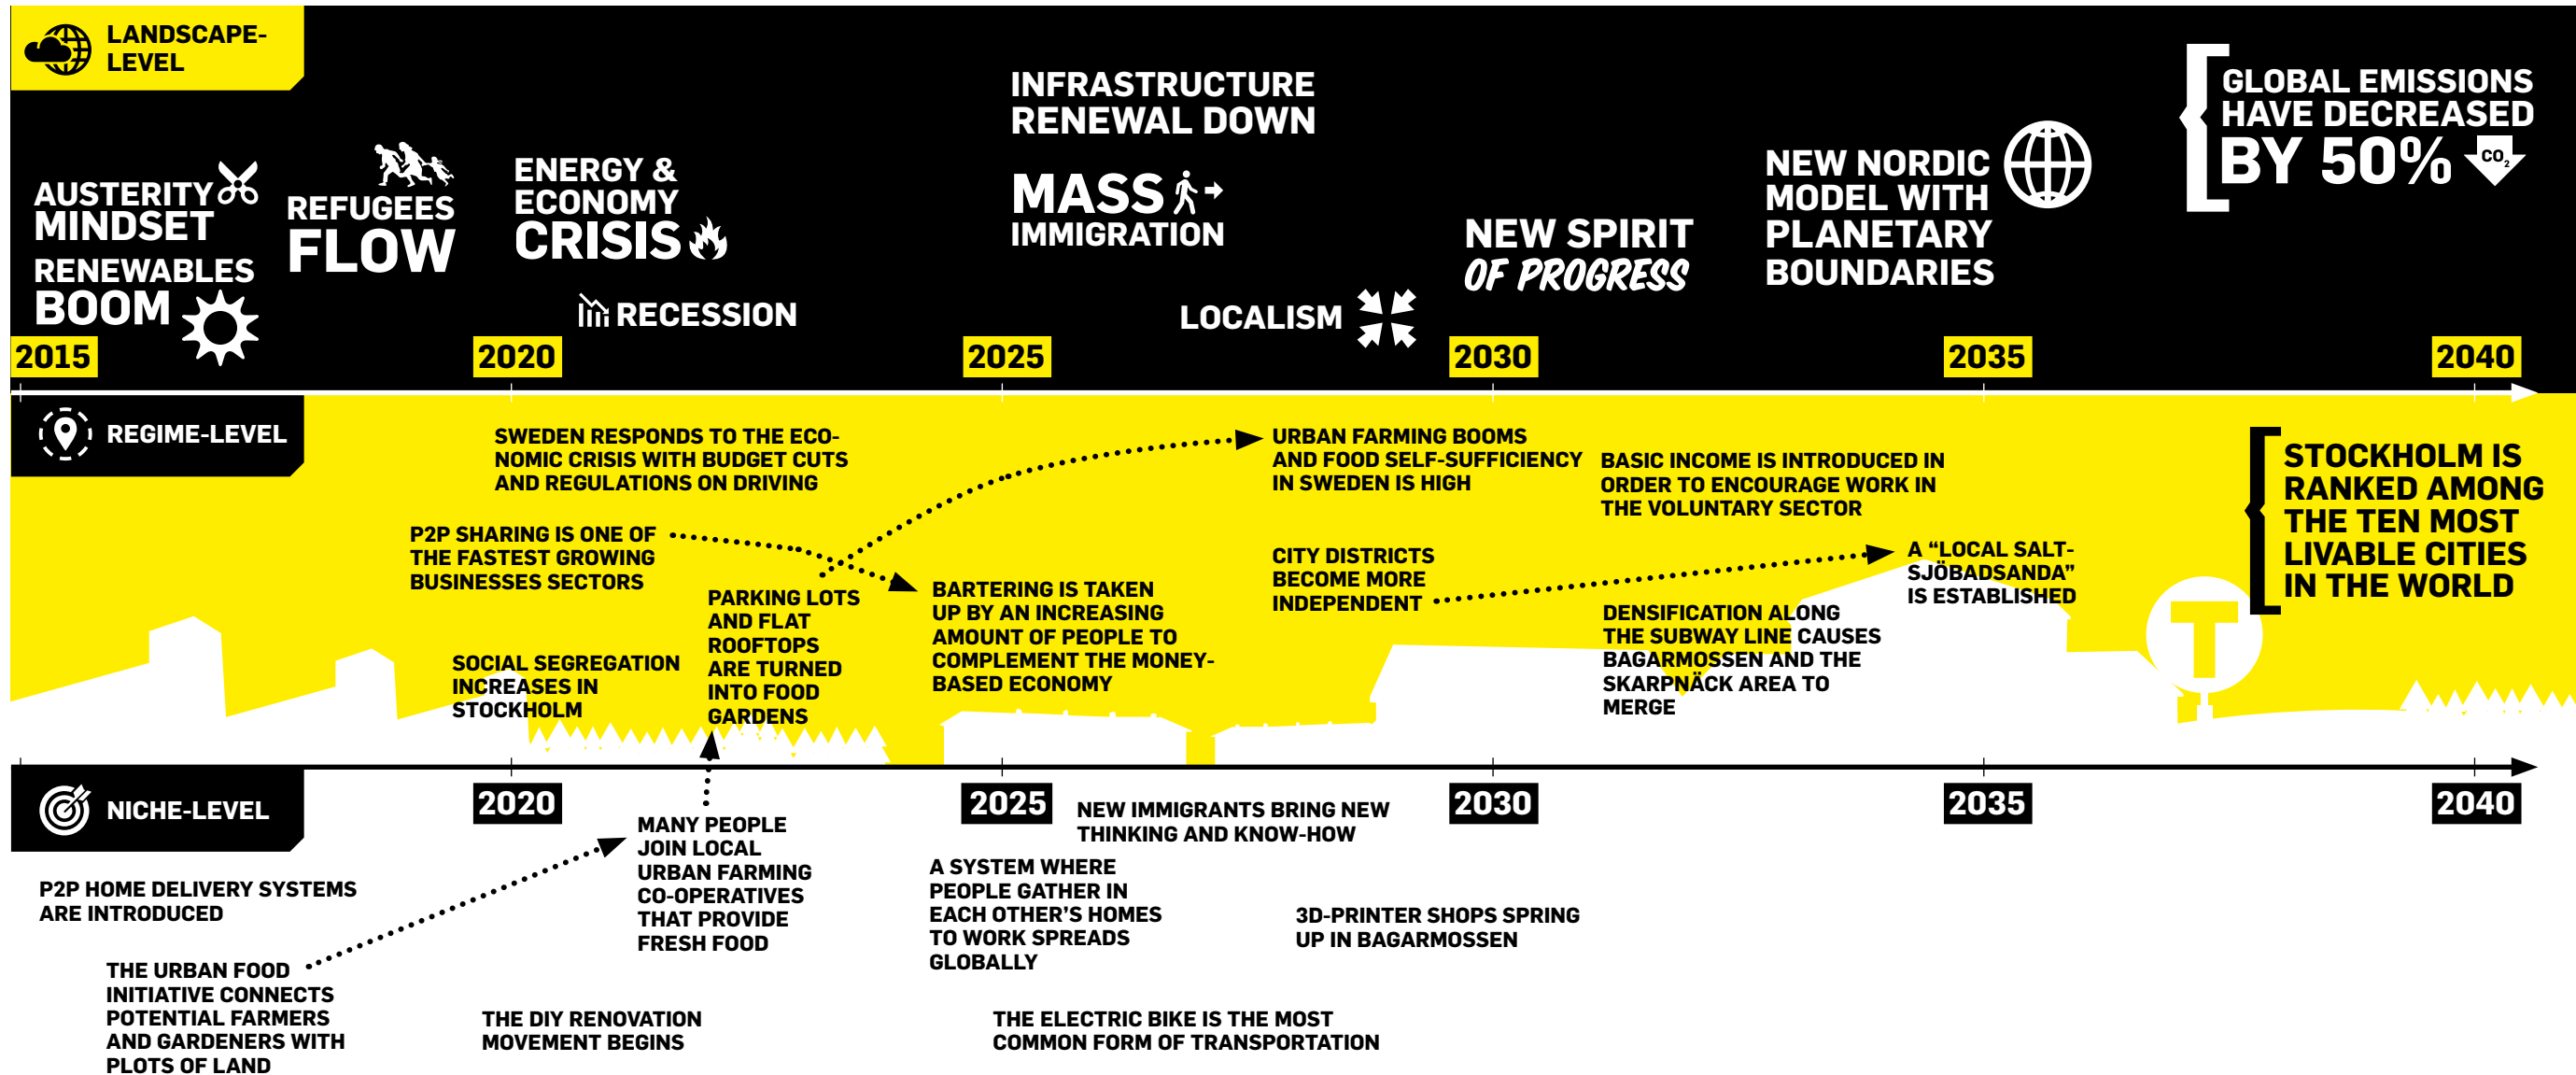 LANDSCAPE-
LEVEL
AUSTERITY
MINDSET
RENEWABLES
BOOM
REFUGEES
FLOW
ENERGY &
ECONOMY
CRISIS
RECESSION
INFRASTRUCTURE
RENEWAL DOWN
MASS
IMMIGRATION
LOCALISM
NEW SPIRIT
OF PROGRESS
NEW NORDIC
MODEL WITH
PLANETARY
BOUNDARIES
GLOBAL EMISSIONS
HAVE DECREASED
BY 50%
CO₂
2015
2020
2025
2030
2035
2040
REGIME-LEVEL
SWEDEN RESPONDS TO THE ECO-
NOMIC CRISIS WITH BUDGET CUTS
AND REGULATIONS ON DRIVING
P2P SHARING IS ONE OF
THE FASTEST GROWING
BUSINESSES SECTORS
SOCIAL SEGREGATION
INCREASES IN
STOCKHOLM
PARKING LOTS
AND FLAT
ROOFTOPS
ARE TURNED
INTO FOOD
GARDENS
BARTERING IS TAKEN
UP BY AN INCREASING
AMOUNT OF PEOPLE TO
COMPLEMENT THE MONEY-
BASED ECONOMY
URBAN FARMING BOOMS
AND FOOD SELF-SUFFICIENCY
IN SWEDEN IS HIGH
CITY DISTRICTS
BECOME MORE
INDEPENDENT
BASIC INCOME IS INTRODUCED IN
ORDER TO ENCOURAGE WORK IN
THE VOLUNTARY SECTOR
DENSIFICATION ALONG
THE SUBWAY LINE CAUSES
BAGARMOSSEN AND THE
SKARPNÄCK AREA TO
MERGE
A “LOCAL SALT-
SJÖBADSANDA”
IS ESTABLISHED
T
STOCKHOLM IS
RANKED AMONG
THE TEN MOST
LIVABLE CITIES
IN THE WORLD
NICHE-LEVEL
2020
2025
2030
2035
2040
P2P HOME DELIVERY SYSTEMS
ARE INTRODUCED
THE URBAN FOOD
INITIATIVE CONNECTS
POTENTIAL FARMERS
AND GARDENERS WITH
PLOTS OF LAND
MANY PEOPLE
JOIN LOCAL
URBAN FARMING
CO-OPERATIVES
THAT PROVIDE
FRESH FOOD
THE DIY RENOVATION
MOVEMENT BEGINS
NEW IMMIGRANTS BRING NEW
THINKING AND KNOW-HOW
A SYSTEM WHERE
PEOPLE GATHER IN
EACH OTHER’S HOMES
TO WORK SPREADS
GLOBALLY
3D-PRINTER SHOPS SPRING
UP IN BAGARMOSSEN
THE ELECTRIC BIKE IS THE MOST
COMMON FORM OF TRANSPORTATION